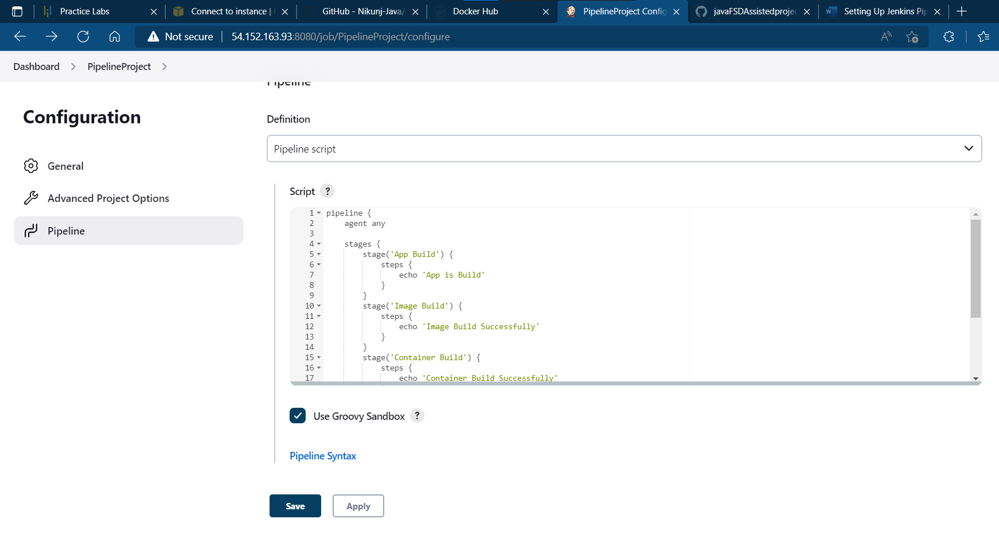 Practice Labs
Connect to instance |
GitHub - Nikunj-Java/
Docker Hub
PipelineProject Config
javaFSDAssistedprojec
Setting Up Jenkins Pip
Not secure
54.152.163.93:8080/job/PipelineProject/configure
Dashboard
PipelineProject
Pipeline
Configuration
General
Advanced Project Options
Pipeline
Definition
Pipeline script
Script ?
1 pipeline {
2 agent any
3
4 stages {
5 stage('App Build') {
6 steps {
7 echo 'App is Build'
8 }
9 }
10 stage('Image Build') {
11 steps {
12 echo 'Image Build Successfully'
13 }
14 }
15 stage('Container Build') {
16 steps {
17 echo 'Container Build Successfully'
Use Groovy Sandbox ?
Pipeline Syntax
Save
Apply